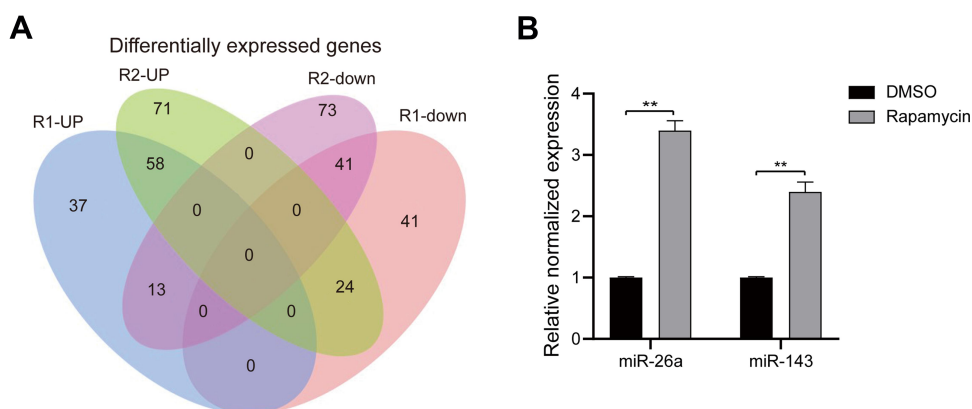 A
Differentially expressed genes
R2-UP
R2-down
R1-UP
R1-down
71
73
58
0
41
37
0
0
41
0
13
24
0
0
0
B
DMSO
Rapamycin
Relative normalized expression
4
3
2
1
0
**
**
miR-26a
miR-143